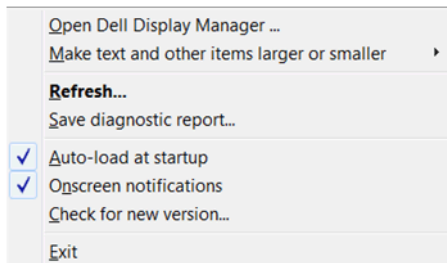 Open Dell Display Manager ...
Make text and other items larger or smaller
Refresh...
Save diagnostic report...
Auto-load at startup
Onscreen notifications
Check for new version...
Exit